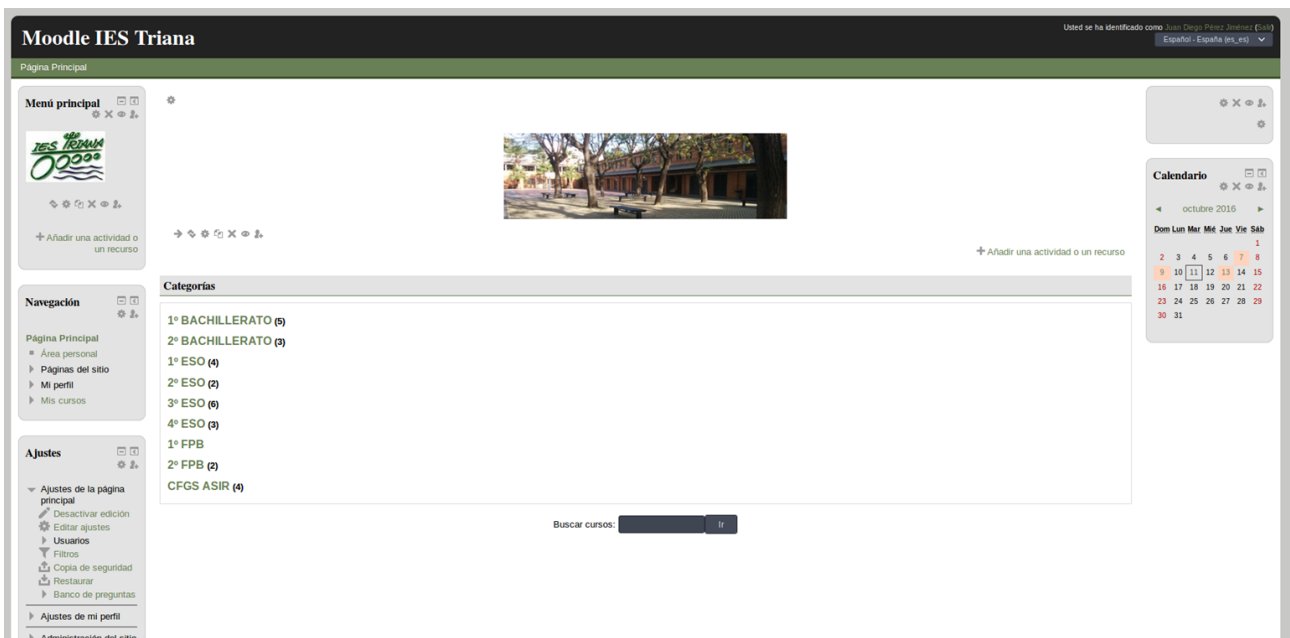 Moodle IES Triana
Usted se ha identificado como Juan Diego Pérez Jiménez (Salir)
Español - España (es_es)
Página Principal
Menú principal
IES TRIANA
Añadir una actividad o
un recurso
Navegación
Página Principal
Área personal
Páginas del sitio
Mi perfil
Mis cursos
Ajustes
Ajustes de la página
principal
Desactivar edición
Editar ajustes
Usuarios
Filtros
Copia de seguridad
Restaurar
Banco de preguntas
Ajustes de mi perfil
Administración del sitio
Añadir una actividad o un recurso
Categorías
1º BACHILLERATO (5)
2º BACHILLERATO (3)
1º ESO (4)
2º ESO (2)
3º ESO (6)
4º ESO (3)
1º FPB
2º FPB (2)
CFGS ASIR (4)
Buscar cursos: Ir
Calendario
◄ octubre 2016 ►
Dom Lun Mar Mié Jue Vie Sáb
1
2 3 4 5 6 7 8
9 10 11 12 13 14 15
16 17 18 19 20 21 22
23 24 25 26 27 28 29
30 31